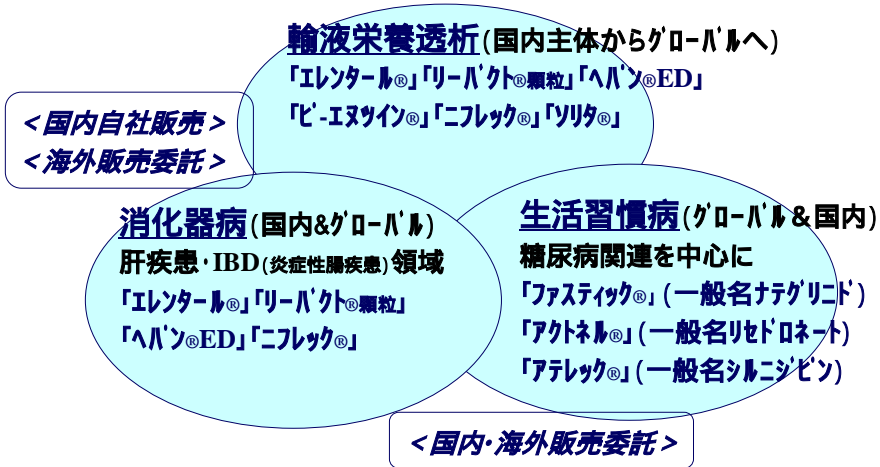 輸液栄養透析(国内主体からグローバルへ)
「エレンタール®」「リーバクト®顆粒」「ヘパン®ED」
「ピーエヌツイン®」「ニフレック®」「ソリタ®」
＜国内自社販売＞
＜海外販売委託＞
消化器病(国内&グローバル)
肝疾患・IBD(炎症性腸疾患)領域
「エレンタール®」「リーバクト®顆粒」
「ヘパン®ED」「ニフレック®」
生活習慣病(グローバル＆国内)
糖尿病関連を中心に
「ファスティック®」(一般名ナテグリニド)
「アクトネル®」(一般名リセドロネート)
「アテレック®」(一般名シルニジピン)
＜国内・海外販売委託＞